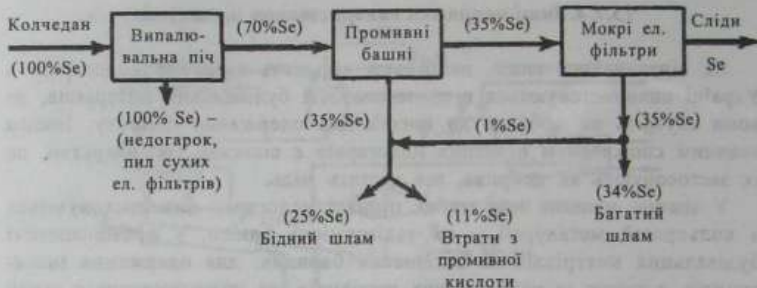 Колчедан
(100%Se)
Випалю-
вальна піч
(70%Se)
Промивні
башні
(35%Se)
Мокрі ел.
фільтри
Сліди
Se
(100% Se) –
(недогарок,
пил сухих
ел. фільтрів)
(35%Se)
(1%Se)
(35%Se)
(25%Se)
Бідний шлам
(11%Se)
Втрати з
промивної
кислоти
(34%Se)
Багатий
шлам